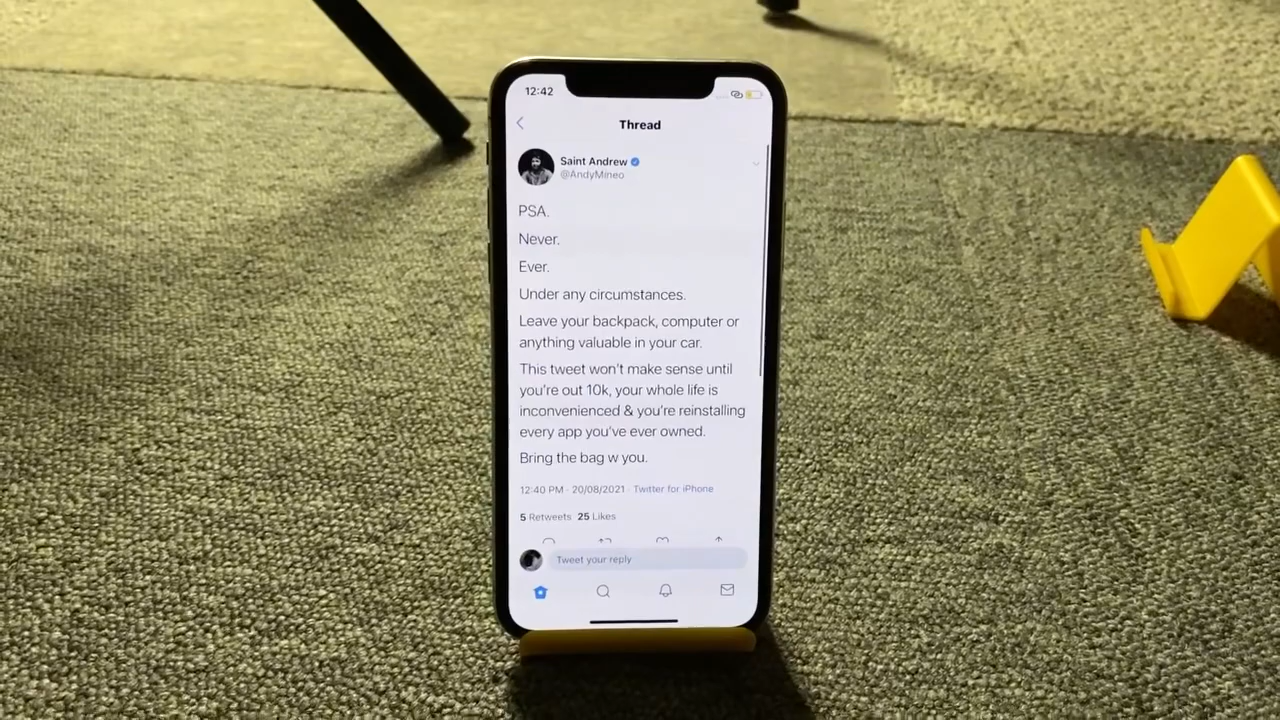 12:42
Thread
Saint Andrew
@AndyMineo
PSA.
Never.
Ever.
Under any circumstances.
Leave your backpack, computer or
anything valuable in your car.
This tweet won't make sense until
you're out 10k, your whole life is
inconvenienced & you're reinstalling
every app you've ever owned.
Bring the bag w you.
12:40 PM · 20/08/2021 · Twitter for iPhone
5 Retweets 25 Likes
Tweet your reply